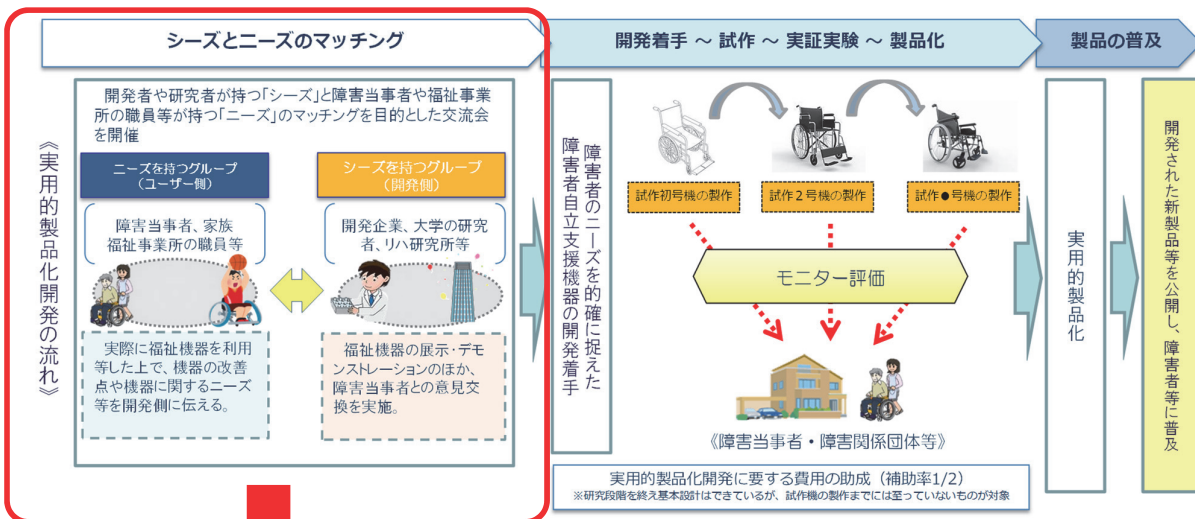 シーズとニーズのマッチング
開発着手 ～ 試作 ～ 実証実験 ～ 製品化
製品の普及
《実用的製品化開発の流れ》
開発者や研究者が持つ「シーズ」と障害当事者や福祉事業
所の職員等が持つ「ニーズ」のマッチングを目的とした交流会
を開催
ニーズを持つグループ
（ユーザー側）
障害当事者、家族
福祉事業所の職員等
実際に福祉機器を利用
等した上で、機器の改善
点や機器に関するニーズ
等を開発側に伝える。
シーズを持つグループ
（開発側）
開発企業、大学の研究
者、リハ研究所等
福祉機器の展示・デモ
ンストレーションのほか、
障害当事者との意見交
換を実施。
障害者のニーズを的確に捉えた
障害者自立支援機器の開発着手
試作初号機の製作
試作２号機の製作
試作●号機の製作
モニター評価
《障害当事者・障害関係団体等》
実用的製品化開発に要する費用の助成（補助率1/2）
※研究段階を終え基本設計はできているが、試作機の製作までには至っていないものが対象
実用的製品化
開発された新製品等を公開し、障害者等に普及